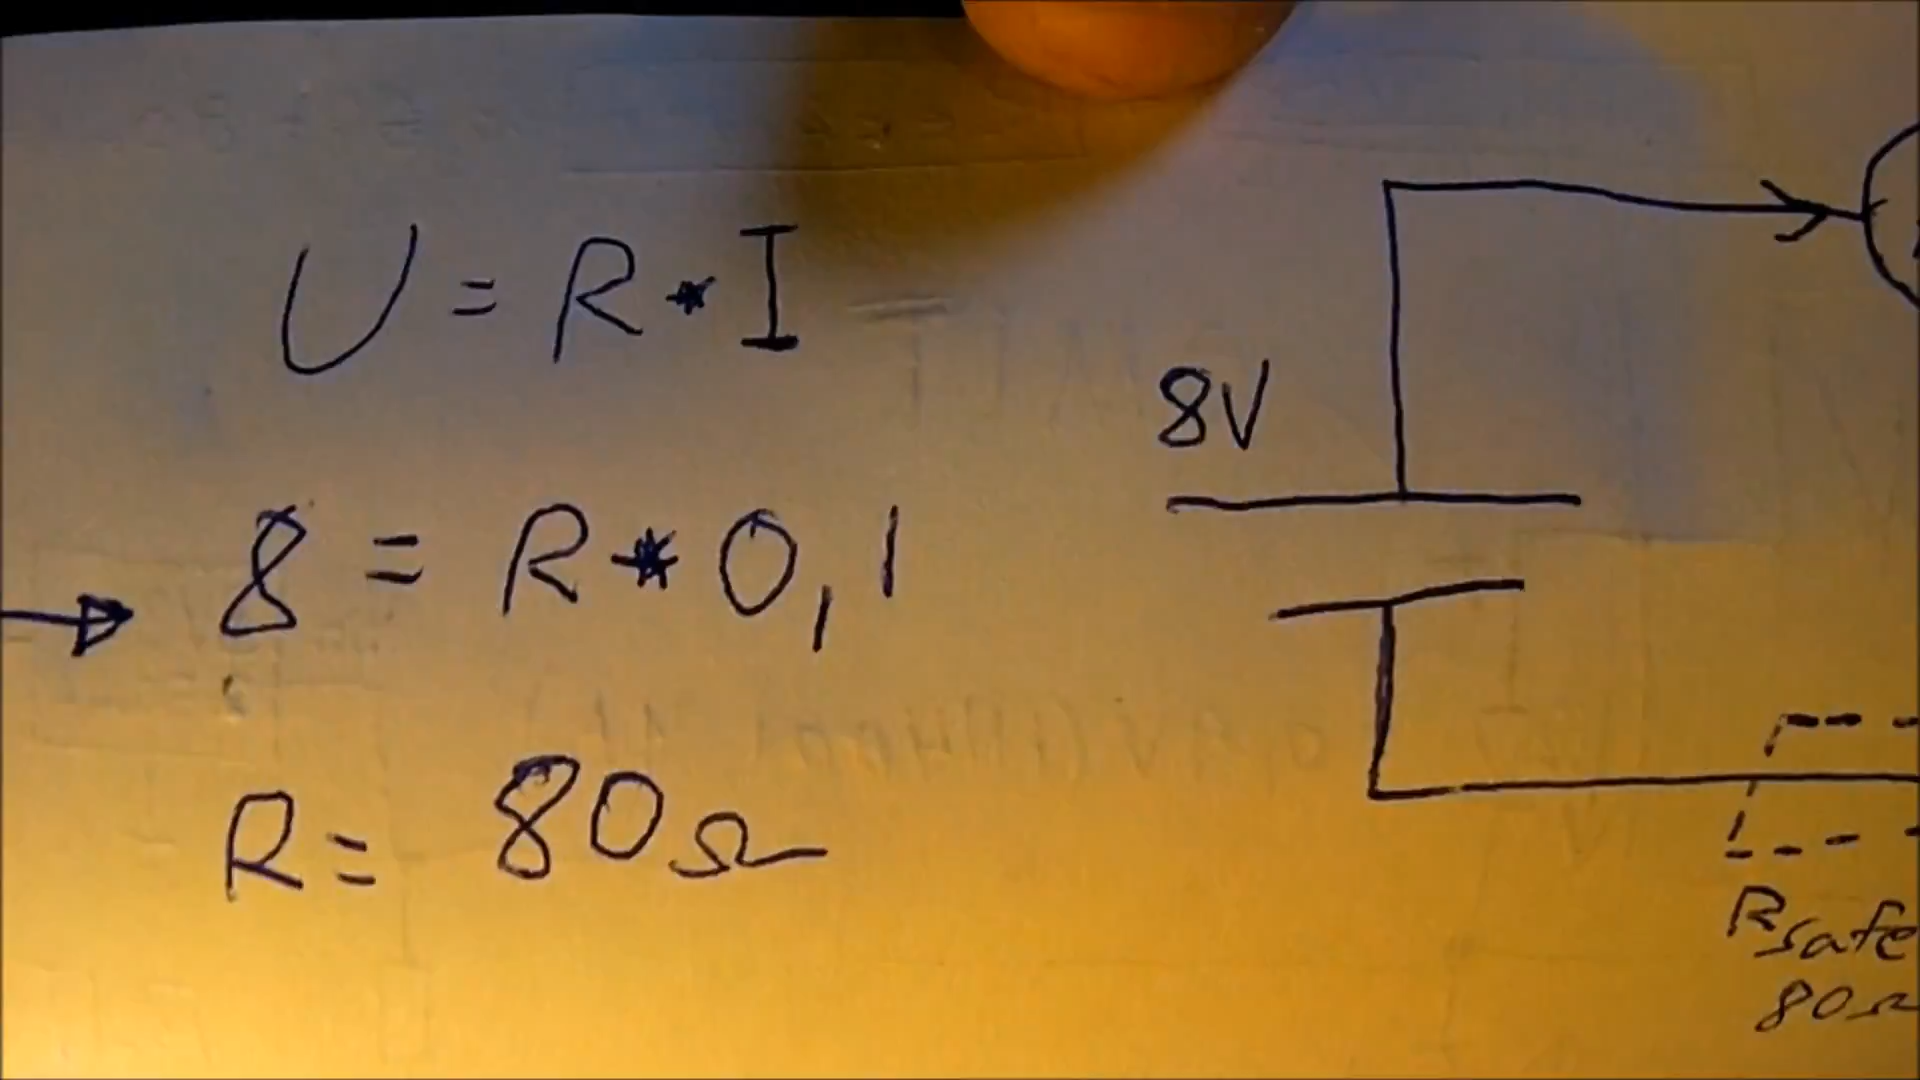 U = R * I
8V
8 = R * 0,1
R = 80Ω
Rsafe
80Ω